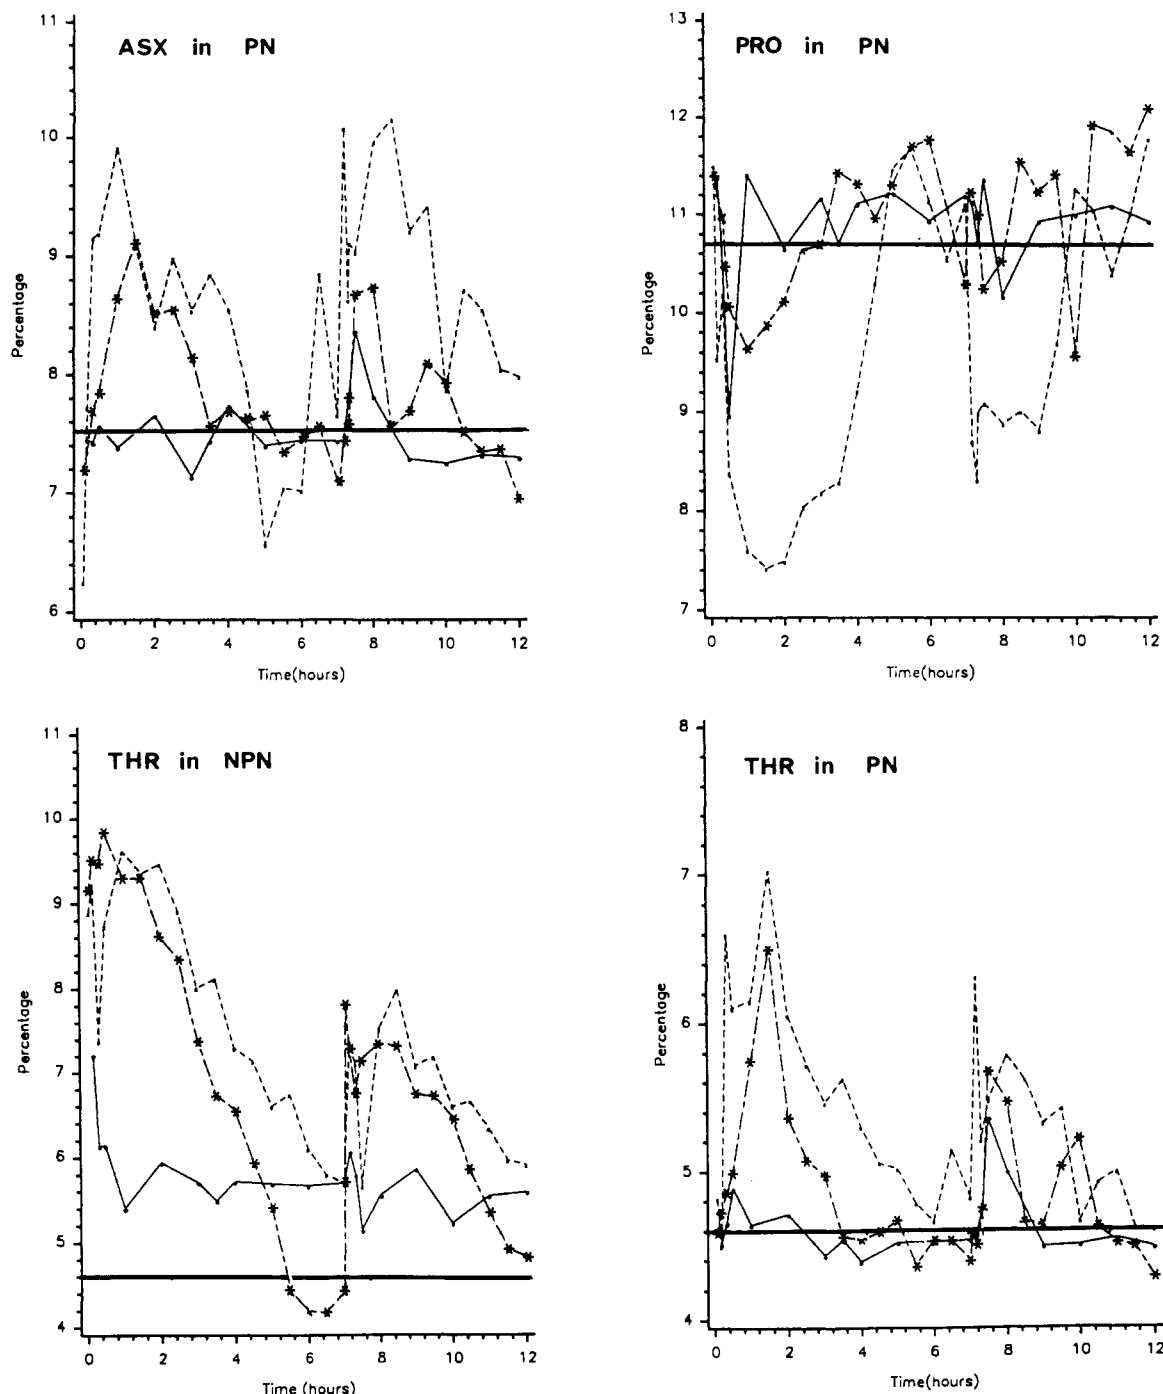 ASX in PN
11
10
9
8
7
6
Percentage
0 2 4 6 8 10 12
Time(hours)
PRO in PN
13
12
11
10
9
8
7
Percentage
0 2 4 6 8 10 12
Time(hours)
THR in NPN
11
10
9
8
7
6
5
4
Percentage
0 2 4 6 8 10 12
Time (hours)
THR in PN
8
7
6
5
4
Percentage
0 2 4 6 8 10 12
Time(hours)